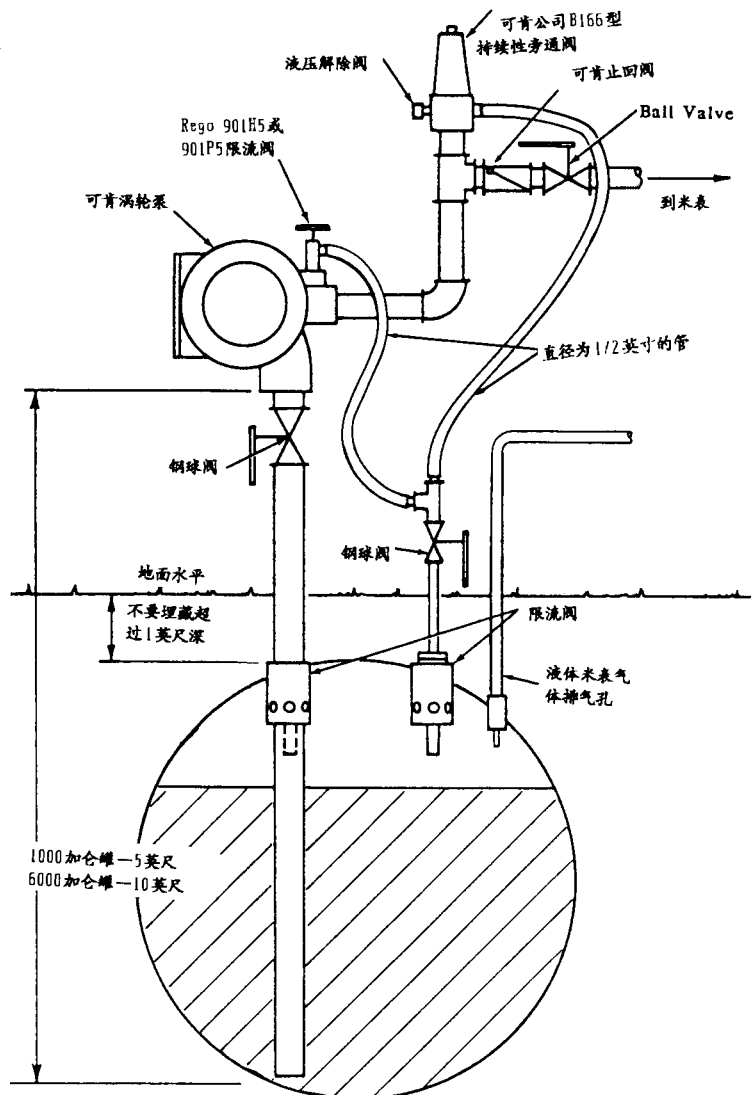 可肯公司B166型
持续性旁通阀
液压解除阀
可肯止回阀
Ball Valve
Rego 901H5或
901P5限流阀
到米表
可肯涡轮泵
直径为1/2英寸的管
钢球阀
钢球阀
地面水平
不要埋藏超
过1英尺深
限流阀
液体米表气
体排气孔
1000加仑罐—5英尺
6000加仑罐—10英尺